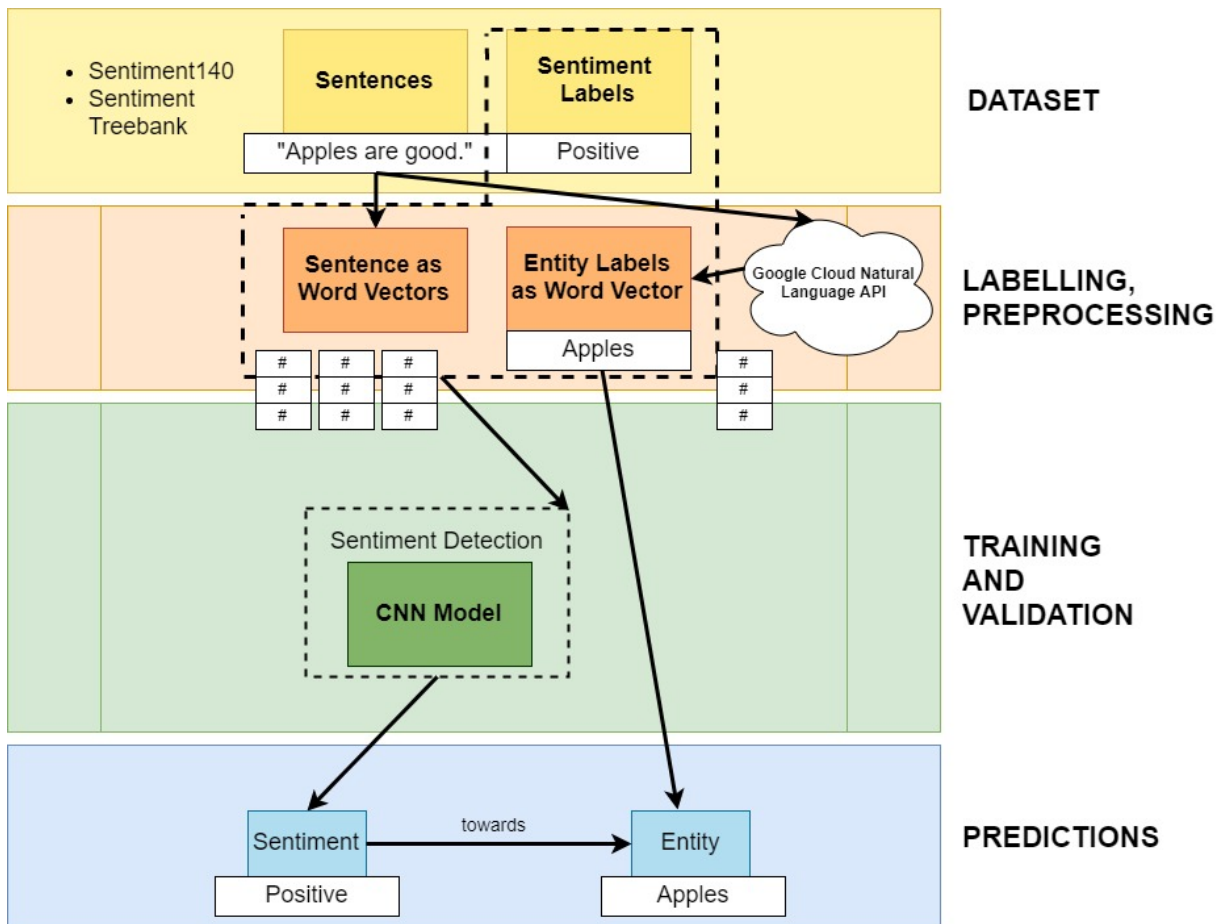 • Sentiment140
• Sentiment
Treebank
Sentences
Sentiment
Labels
DATASET
"Apples are good."
Positive
Sentence as
Word Vectors
Entity Labels
as Word Vector
Google Cloud Natural
Language API
LABELLING,
PREPROCESSING
Apples
# # # #
# # # #
# # # #
Sentiment Detection
CNN Model
TRAINING
AND
VALIDATION
Sentiment
towards
Entity
PREDICTIONS
Positive
Apples